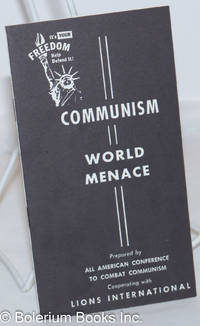 It's YOUR
FREEDOM
Help
Defend It!
COMMUNISM
WORLD
MENACE
Prepared by
ALL AMERICAN CONFERENCE
TO COMBAT COMMUNISM
Cooperating with
LIONS INTERNATIONAL
© Bolerium Books Inc.